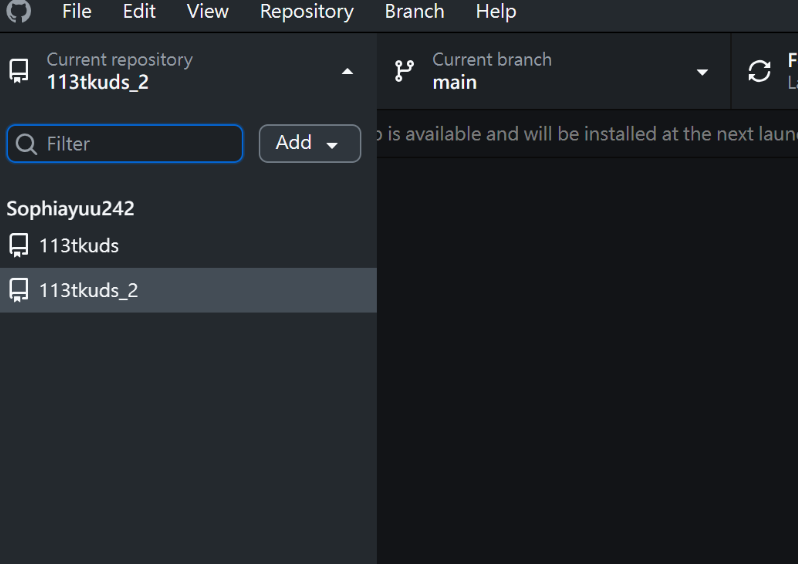 File Edit View Repository Branch Help
Current repository
113tkuds_2
Current branch
main
Filter
Add
is available and will be installed at the next
Sophiayuu242
113tkuds
113tkuds_2